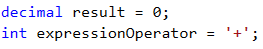 decimal result = 0;
int expressionOperator = '+';